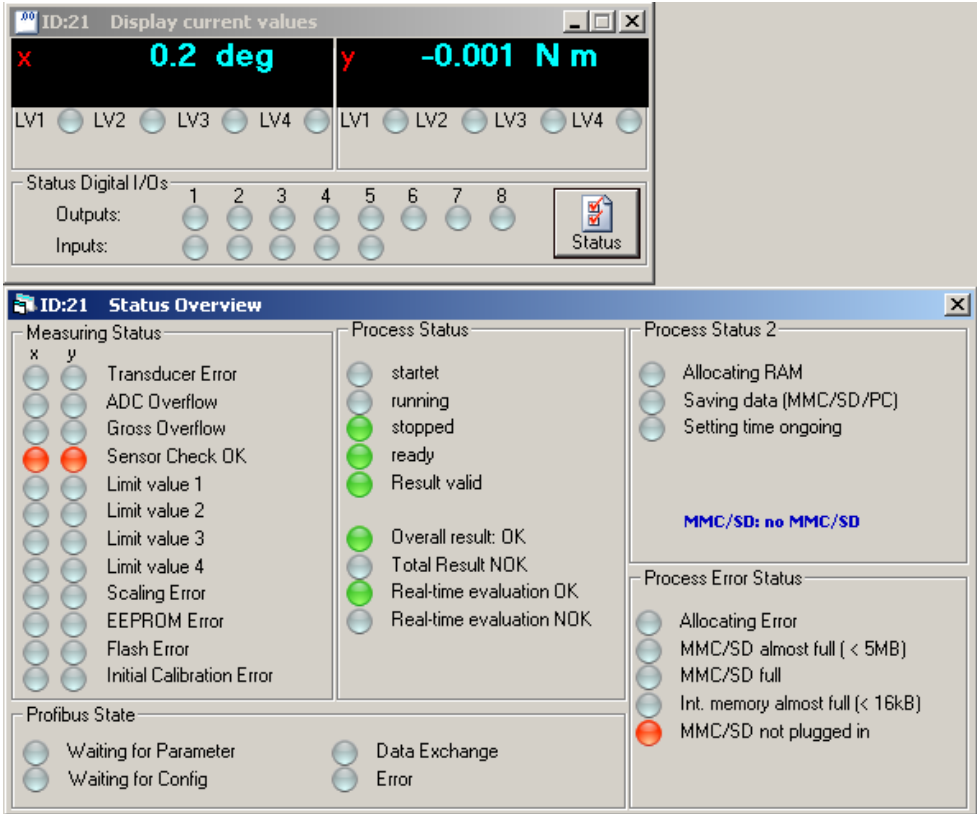 .00 ID:21 Display current values
x 0.2 deg y -0.001 N m
LV1 LV2 LV3 LV4 LV1 LV2 LV3 LV4
Status Digital I/Os
1 2 3 4 5 6 7 8
Outputs:
Inputs:
Status
ID:21 Status Overview
Measuring Status
x y
Transducer Error
ADC Overflow
Gross Overflow
Sensor Check OK
Limit value 1
Limit value 2
Limit value 3
Limit value 4
Scaling Error
EEPROM Error
Flash Error
Initial Calibration Error
Process Status
startet
running
stopped
ready
Result valid
Overall result: OK
Total Result NOK
Real-time evaluation OK
Real-time evaluation NOK
Process Status 2
Allocating RAM
Saving data (MMC/SD/PC)
Setting time ongoing
MMC/SD: no MMC/SD
Process Error Status
Allocating Error
MMC/SD almost full ( < 5MB)
MMC/SD full
Int. memory almost full (< 16kB)
MMC/SD not plugged in
Profibus State
Waiting for Parameter
Waiting for Config
Data Exchange
Error